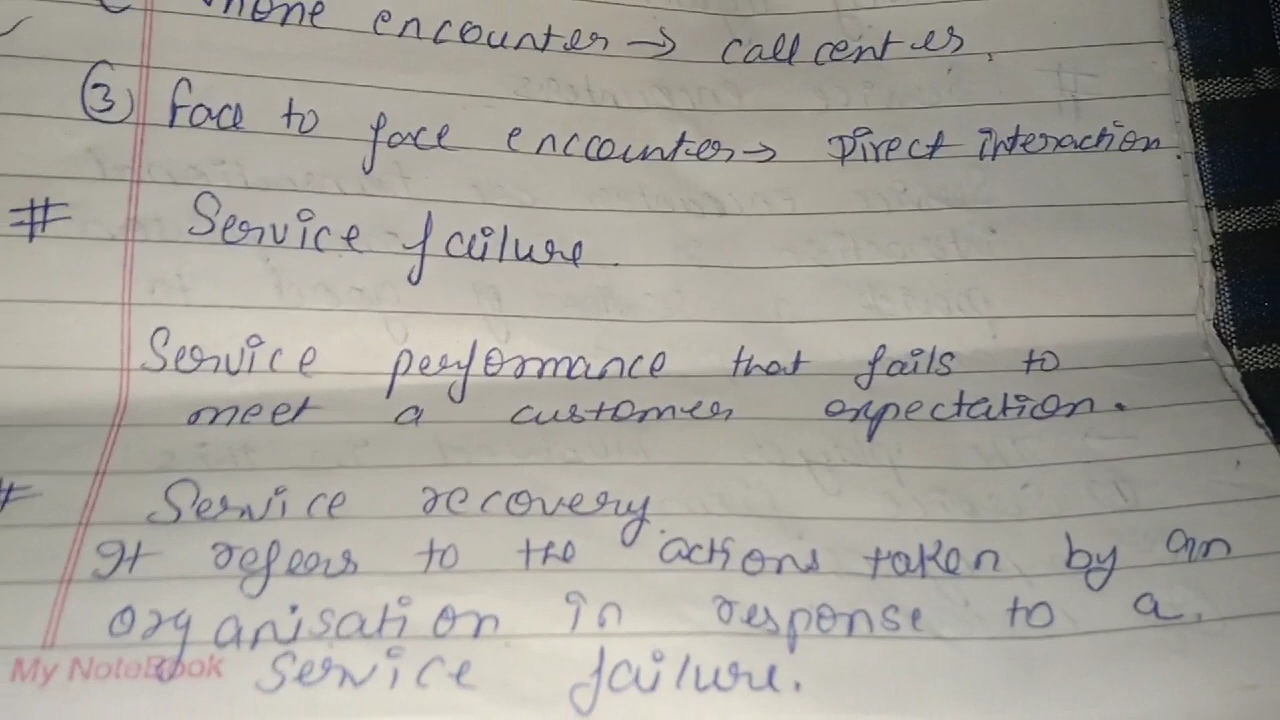 encounter → call center.
③ face to face encounter → Direct interaction.
# Service failure
Service performance that fails to
meet a customer expectation.
# Service recovery
It refers to the actions taken by an
organisation in response to a
My NoteBook service failure.